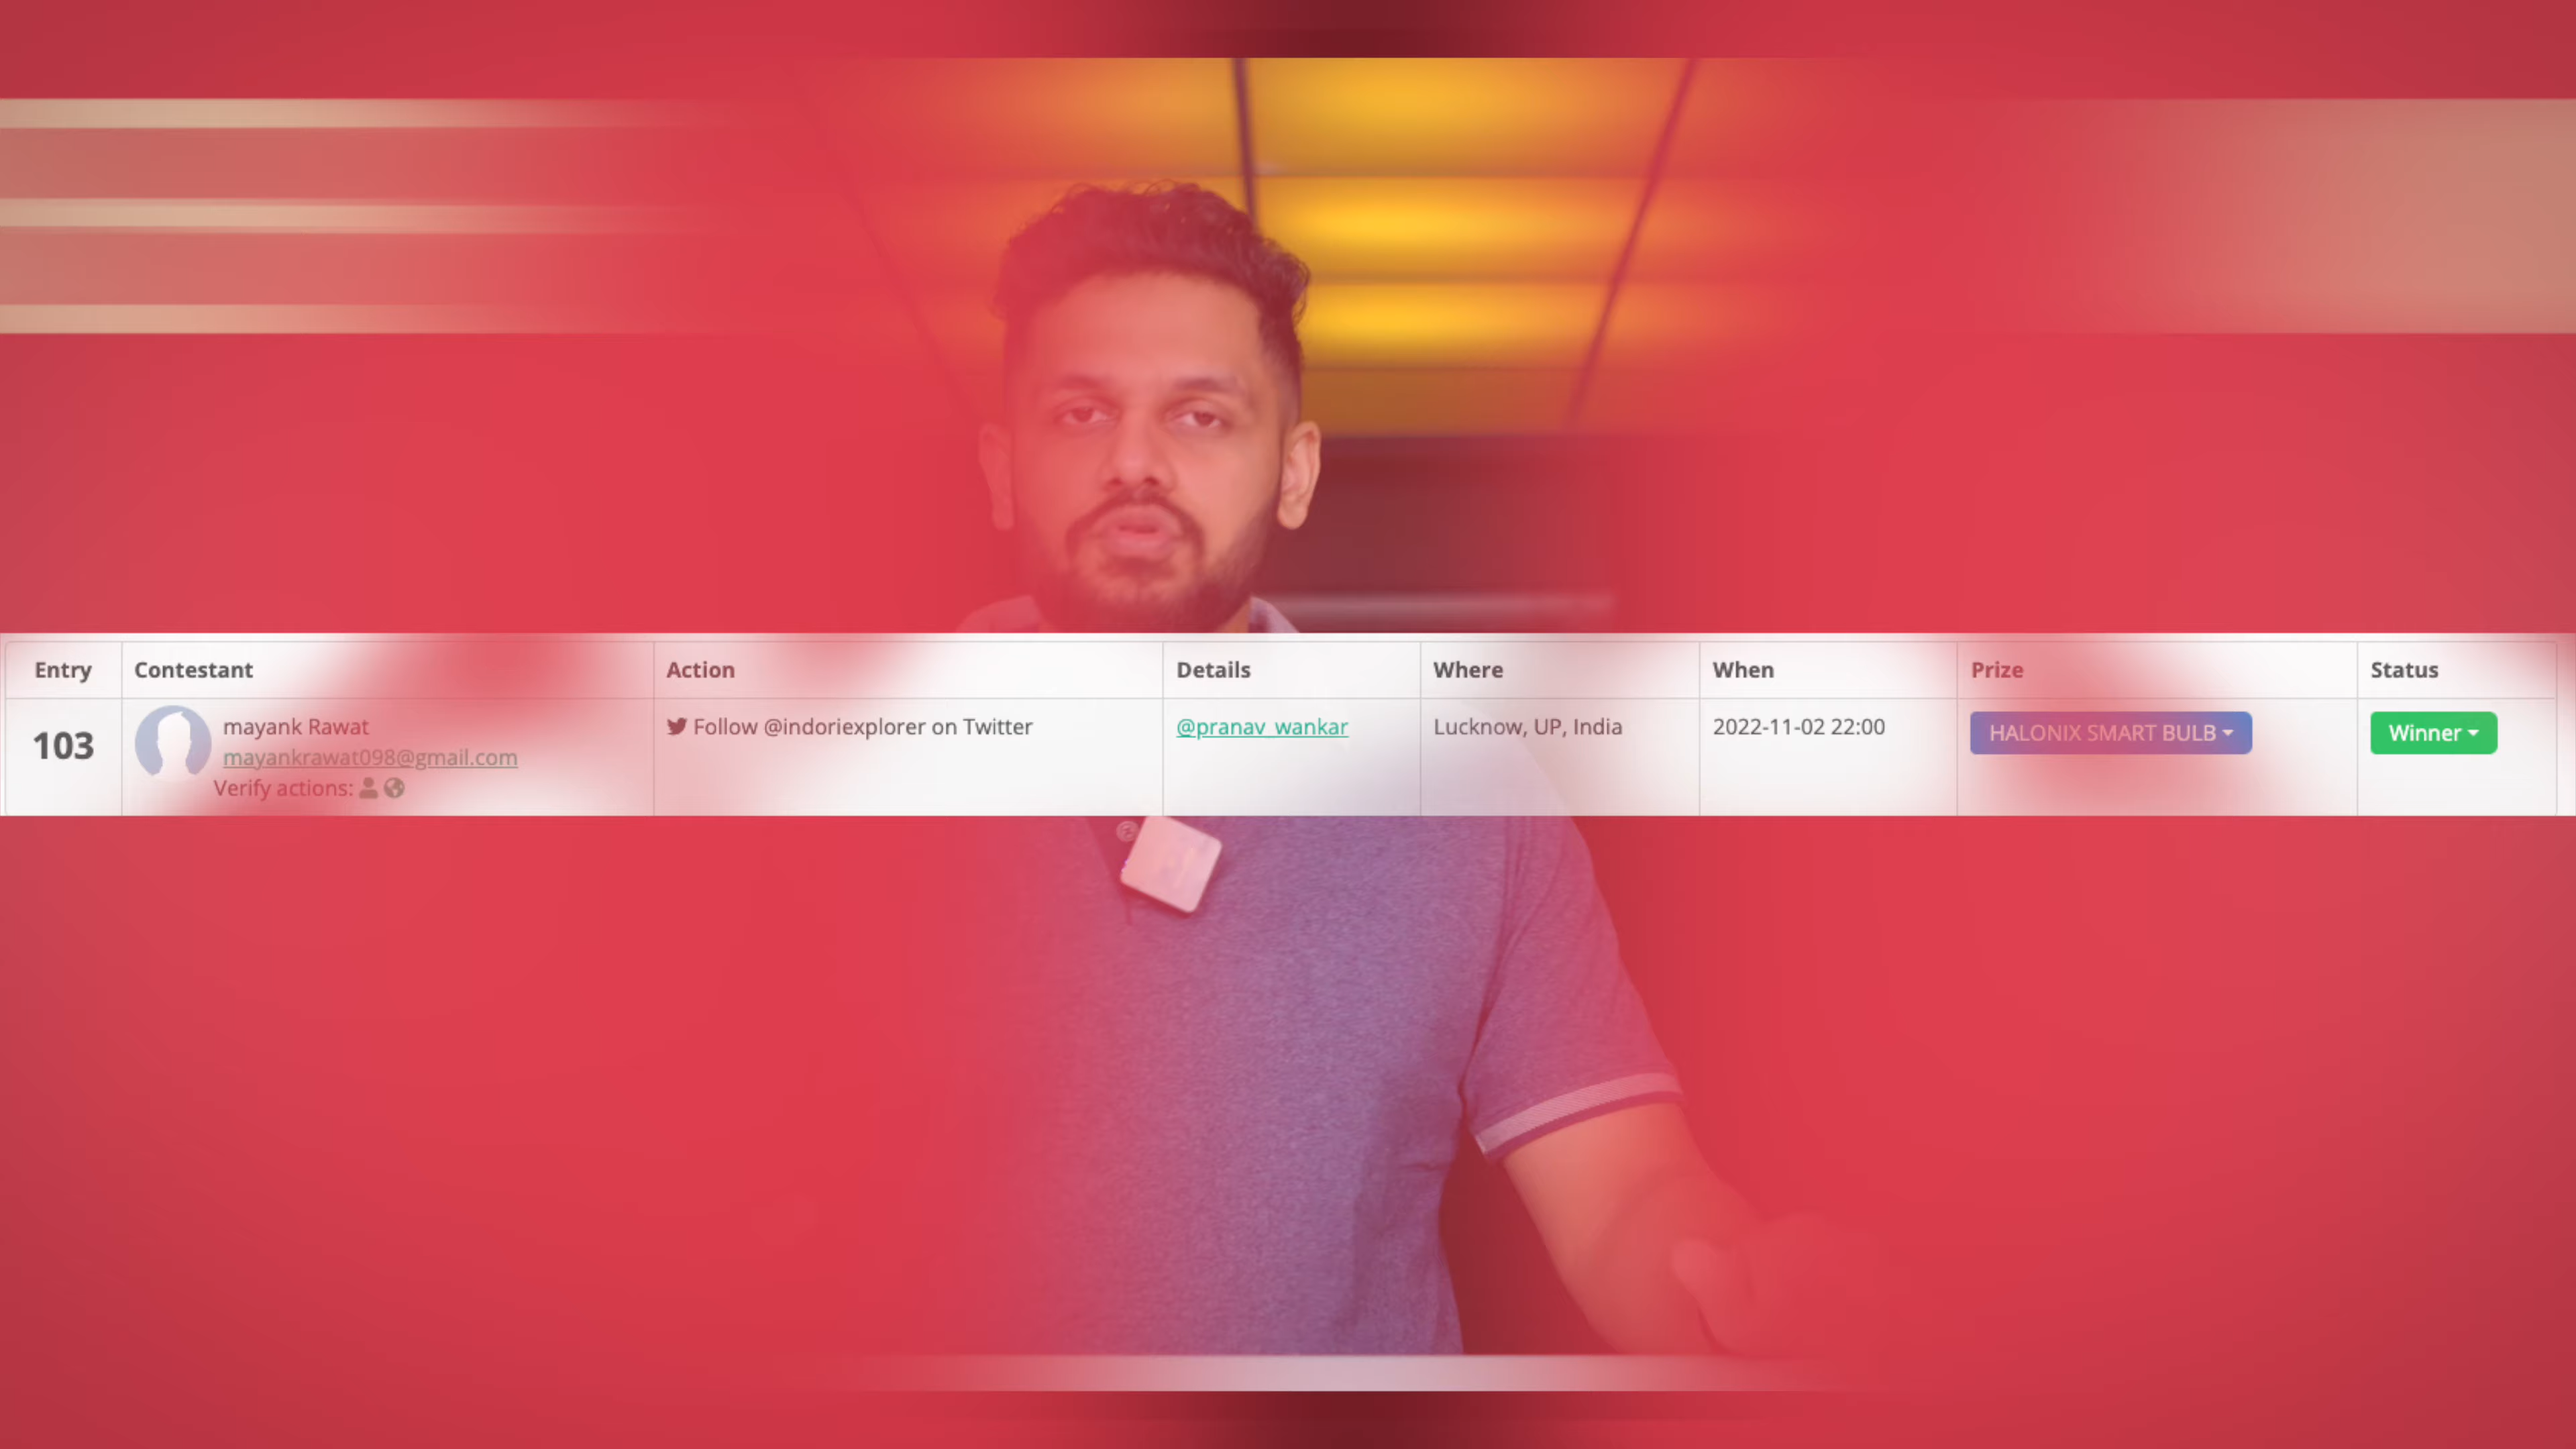 Entry Contestant Action Details Where When Prize Status
103 mayank Rawat Follow @indoriexplorer on Twitter @pranav_wankar Lucknow, UP, India 2022-11-02 22:00 HALONIX SMART BULB Winner
mayankrawat098@gmail.com
Verify actions: